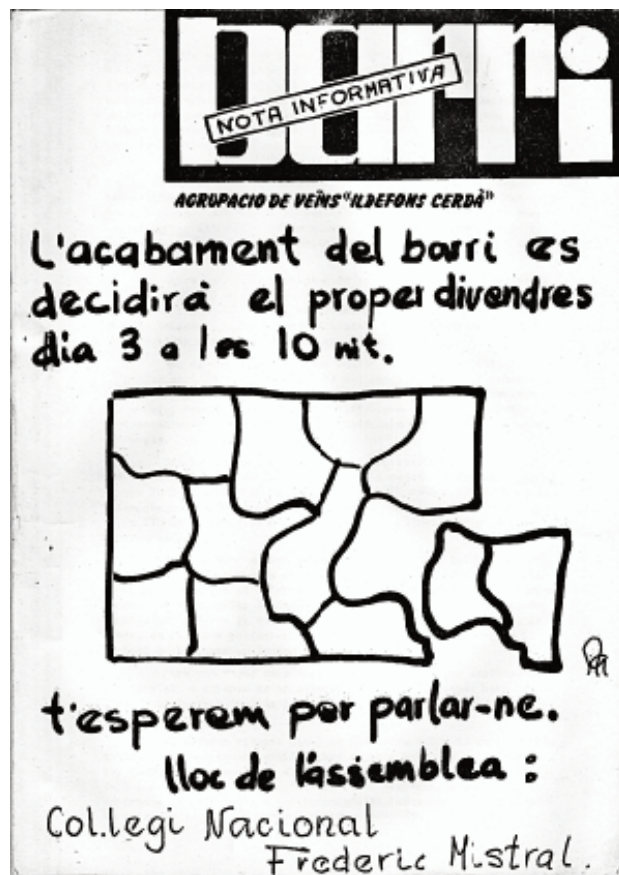 barri
NOTA INFORMATIVA
AGRUPACIO DE VEÏNS "ILDEFONS CERDÀ"
L'acabament del barri es
decidirà el proper divendres
dia 3 a les 10 nit.
t'esperem per parlar-ne.
lloc de l'assemblea :
Col.legi Nacional
Frederic Mistral.